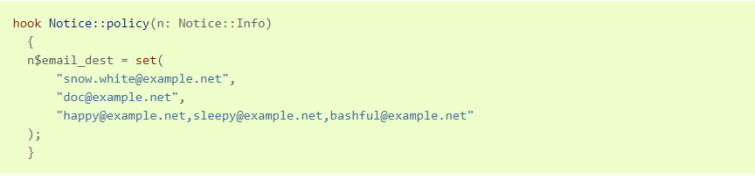 hook Notice::policy(n: Notice::Info)
  {
  n$email_dest = set(
      "snow.white@example.net",
      "doc@example.net",
      "happy@example.net,sleepy@example.net,bashful@example.net"
  );
  }